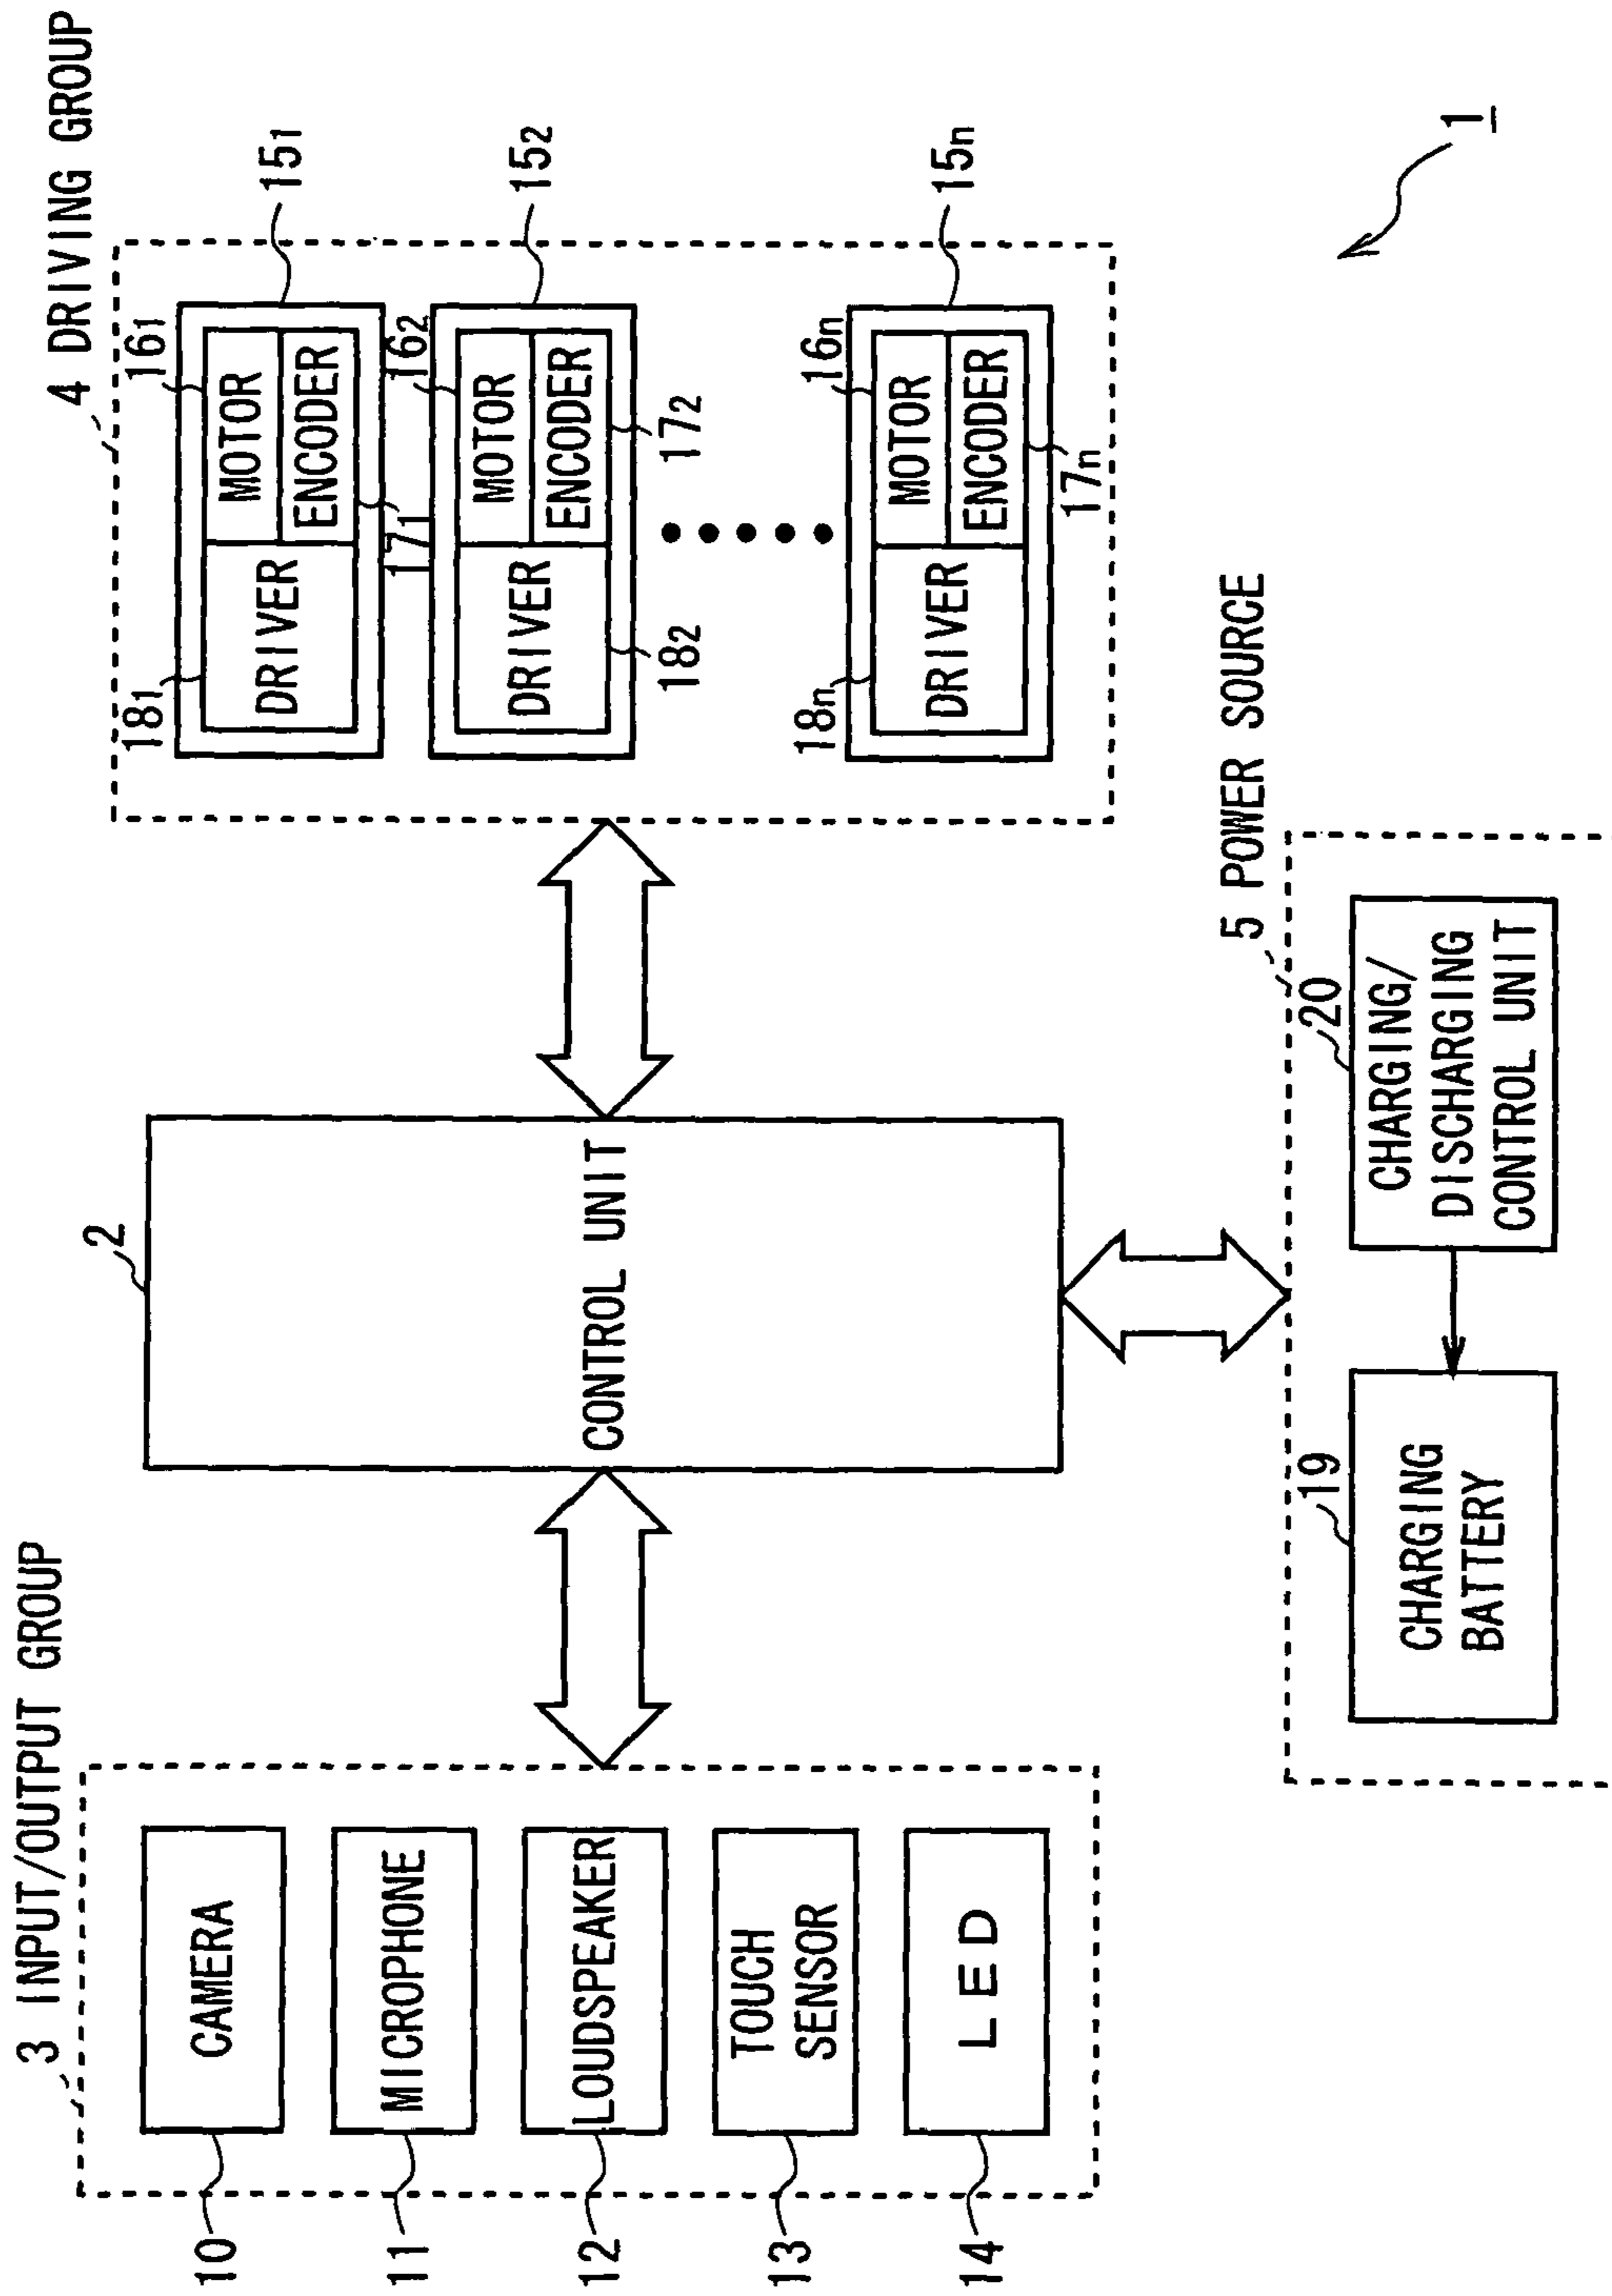 3 INPUT/OUTPUT GROUP
10
CAMERA
11
MICROPHONE
12
LOUDSPEAKER
13
TOUCH
SENSOR
14
LED
2
CONTROL UNIT
4 DRIVING GROUP
18₁
16₁
DRIVER
MOTOR
ENCODER
17₁
15₁
16₂
DRIVER
MOTOR
ENCODER
18₂
17₂
15₂
18n
16n
DRIVER
MOTOR
ENCODER
17n
15n
5 POWER SOURCE
19
CHARGING
BATTERY
20
CHARGING/
DISCHARGING
CONTROL UNIT
1